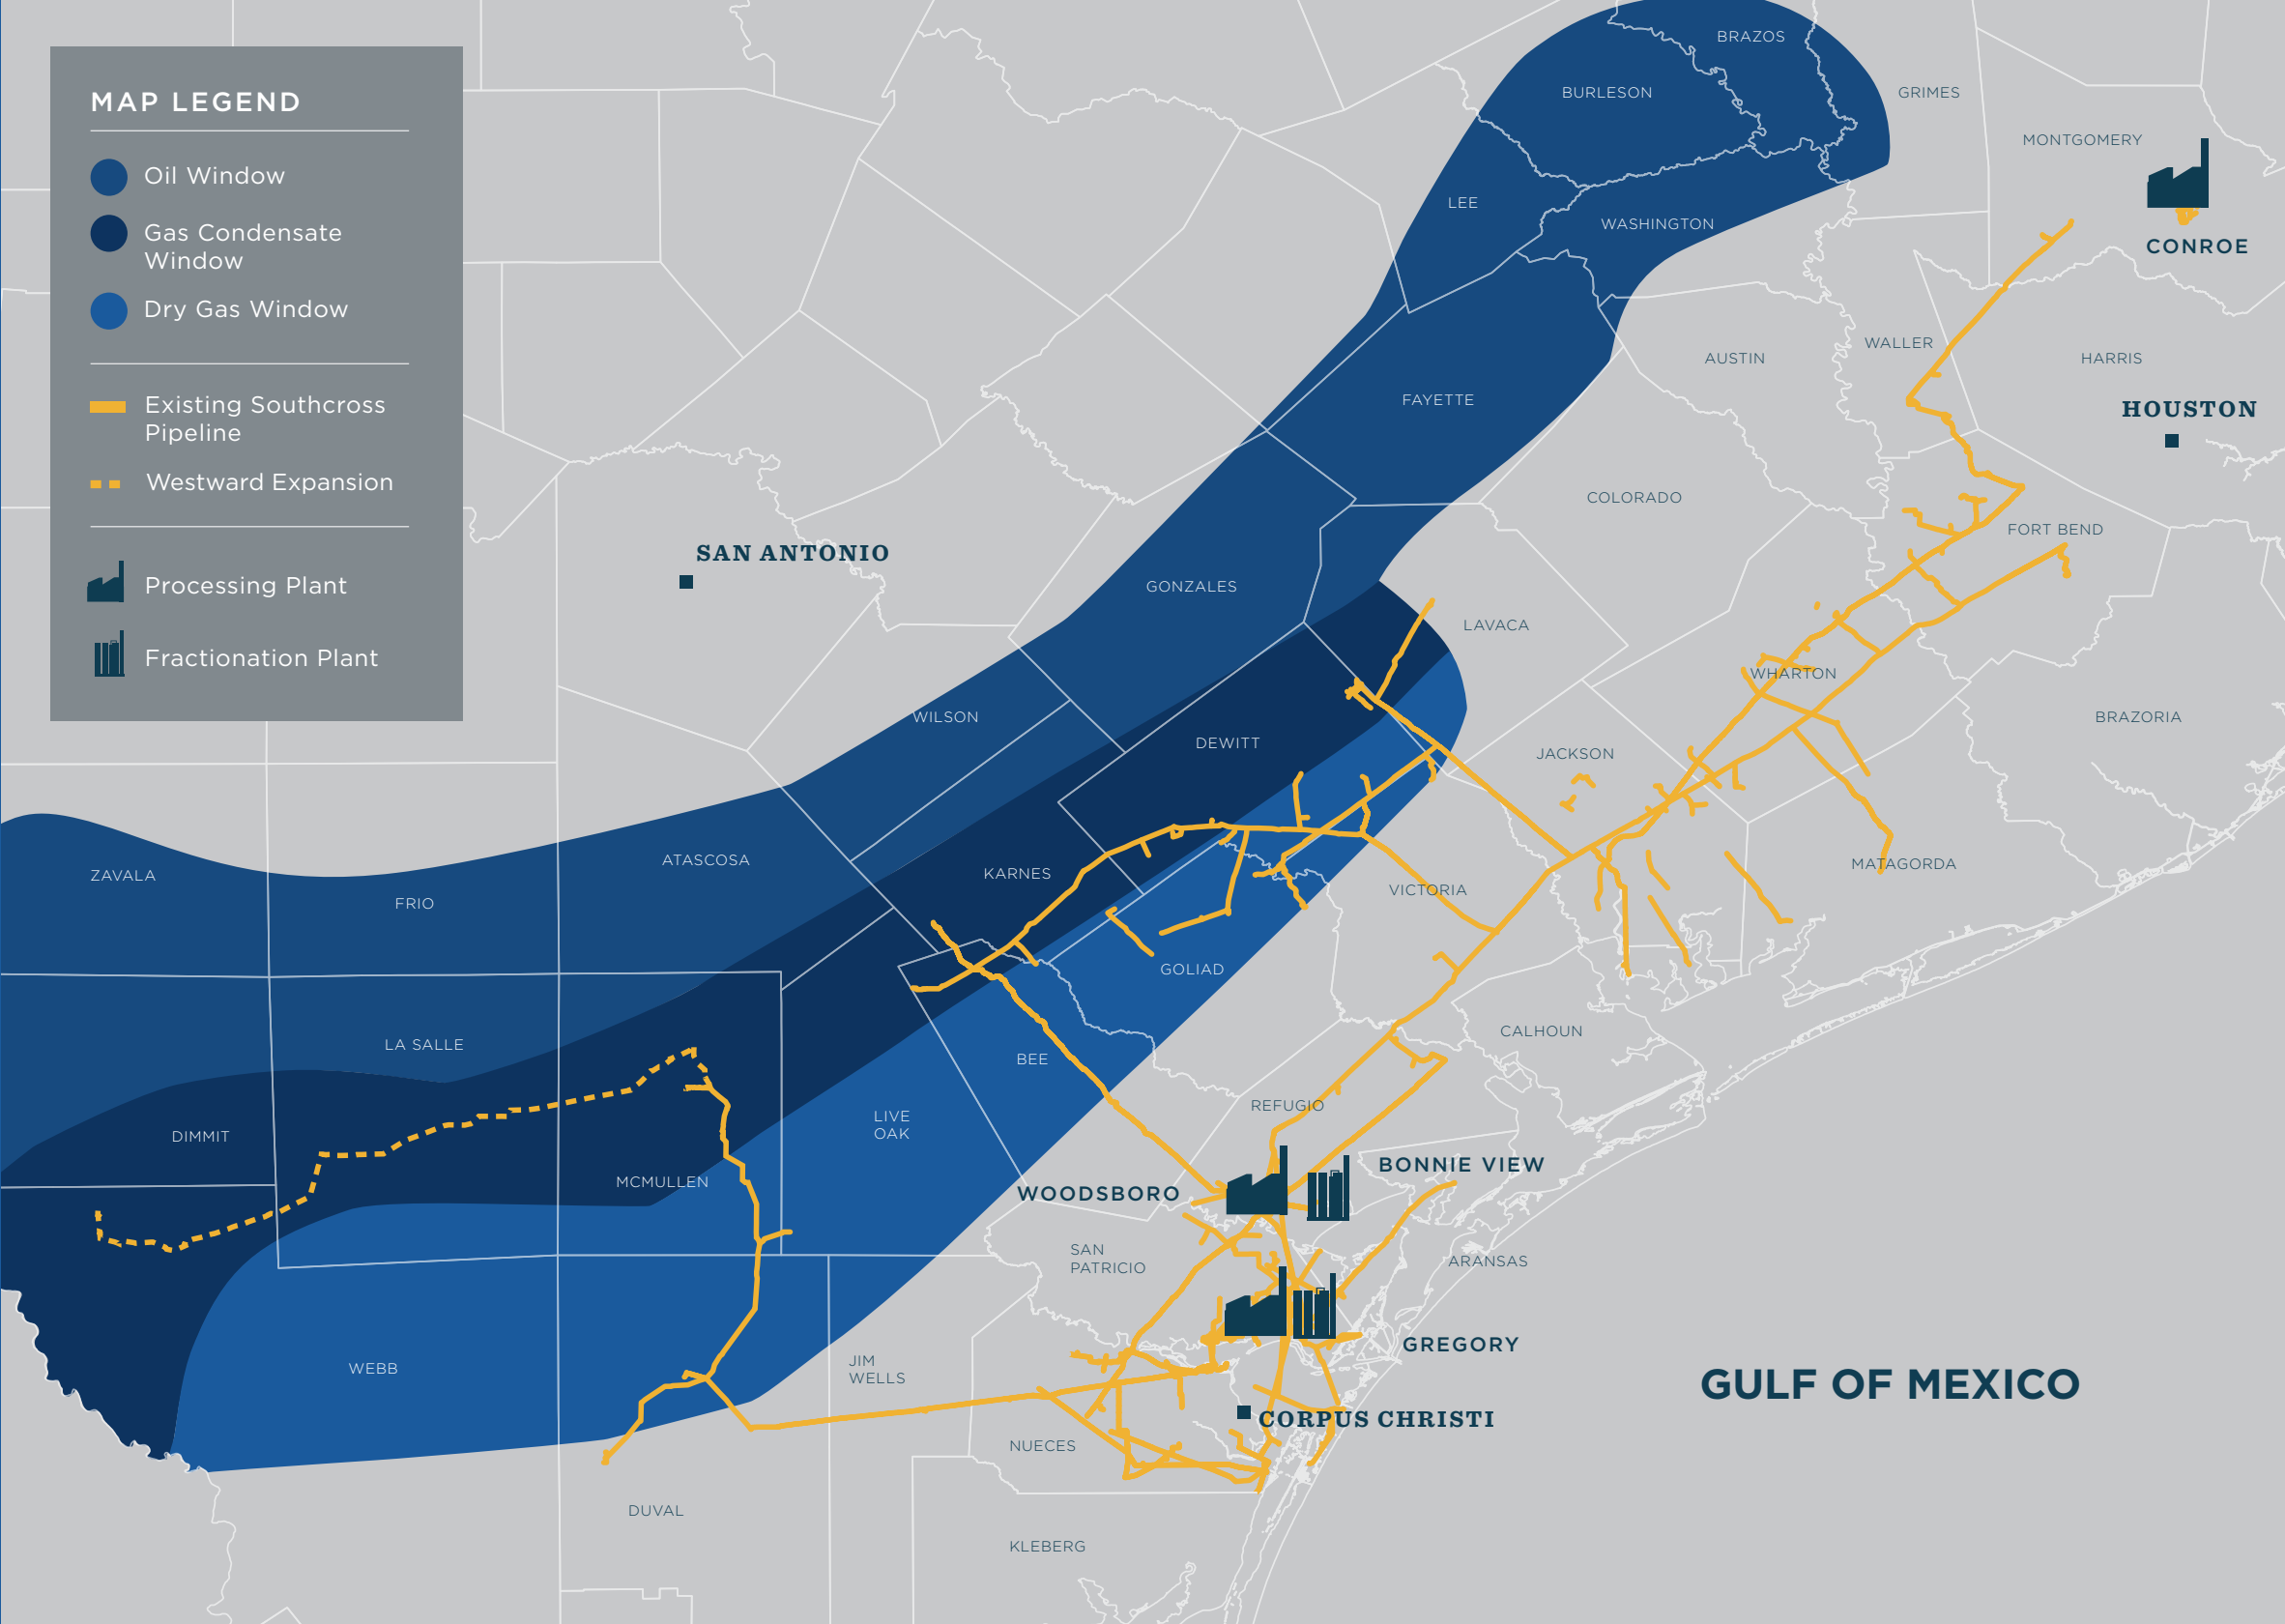 MAP LEGEND
Oil Window
Gas Condensate
Window
Dry Gas Window
Existing Southcross
Pipeline
Westward Expansion
Processing Plant
Fractionation Plant
BRAZOS
BURLESON
GRIMES
MONTGOMERY
LEE
WASHINGTON
CONROE
WALLER
AUSTIN
HARRIS
FAYETTE
HOUSTON
COLORADO
FORT BEND
SAN ANTONIO
GONZALES
LAVACA
WHARTON
WILSON
BRAZORIA
DEWITT
JACKSON
ATASCOSA
MATAGORDA
KARNES
ZAVALA
VICTORIA
FRIO
GOLIAD
CALHOUN
LA SALLE
BEE
REFUGIO
LIVE
OAK
DIMMIT
BONNIE VIEW
MCMULLEN
WOODSBORO
SAN
PATRICIO
ARANSAS
GREGORY
WEBB
JIM
WELLS
GULF OF MEXICO
CORPUS CHRISTI
NUECES
DUVAL
KLEBERG